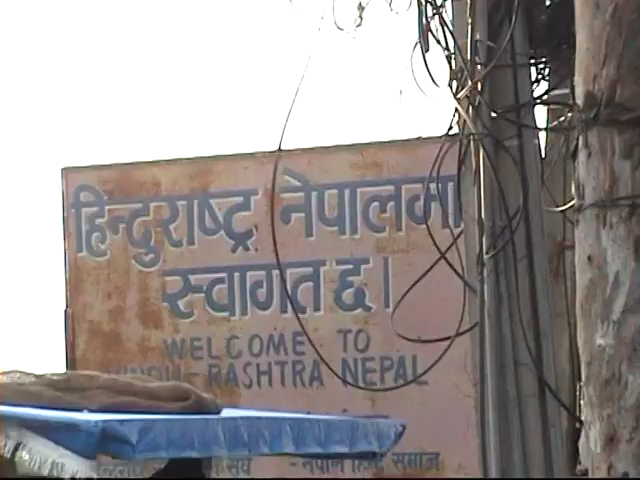 हिन्दुराष्ट्र नेपालमा
स्वागत छ।
WELCOME TO
HINDU-RASHTRA NEPAL
-नेपाल हिन्दू समाज